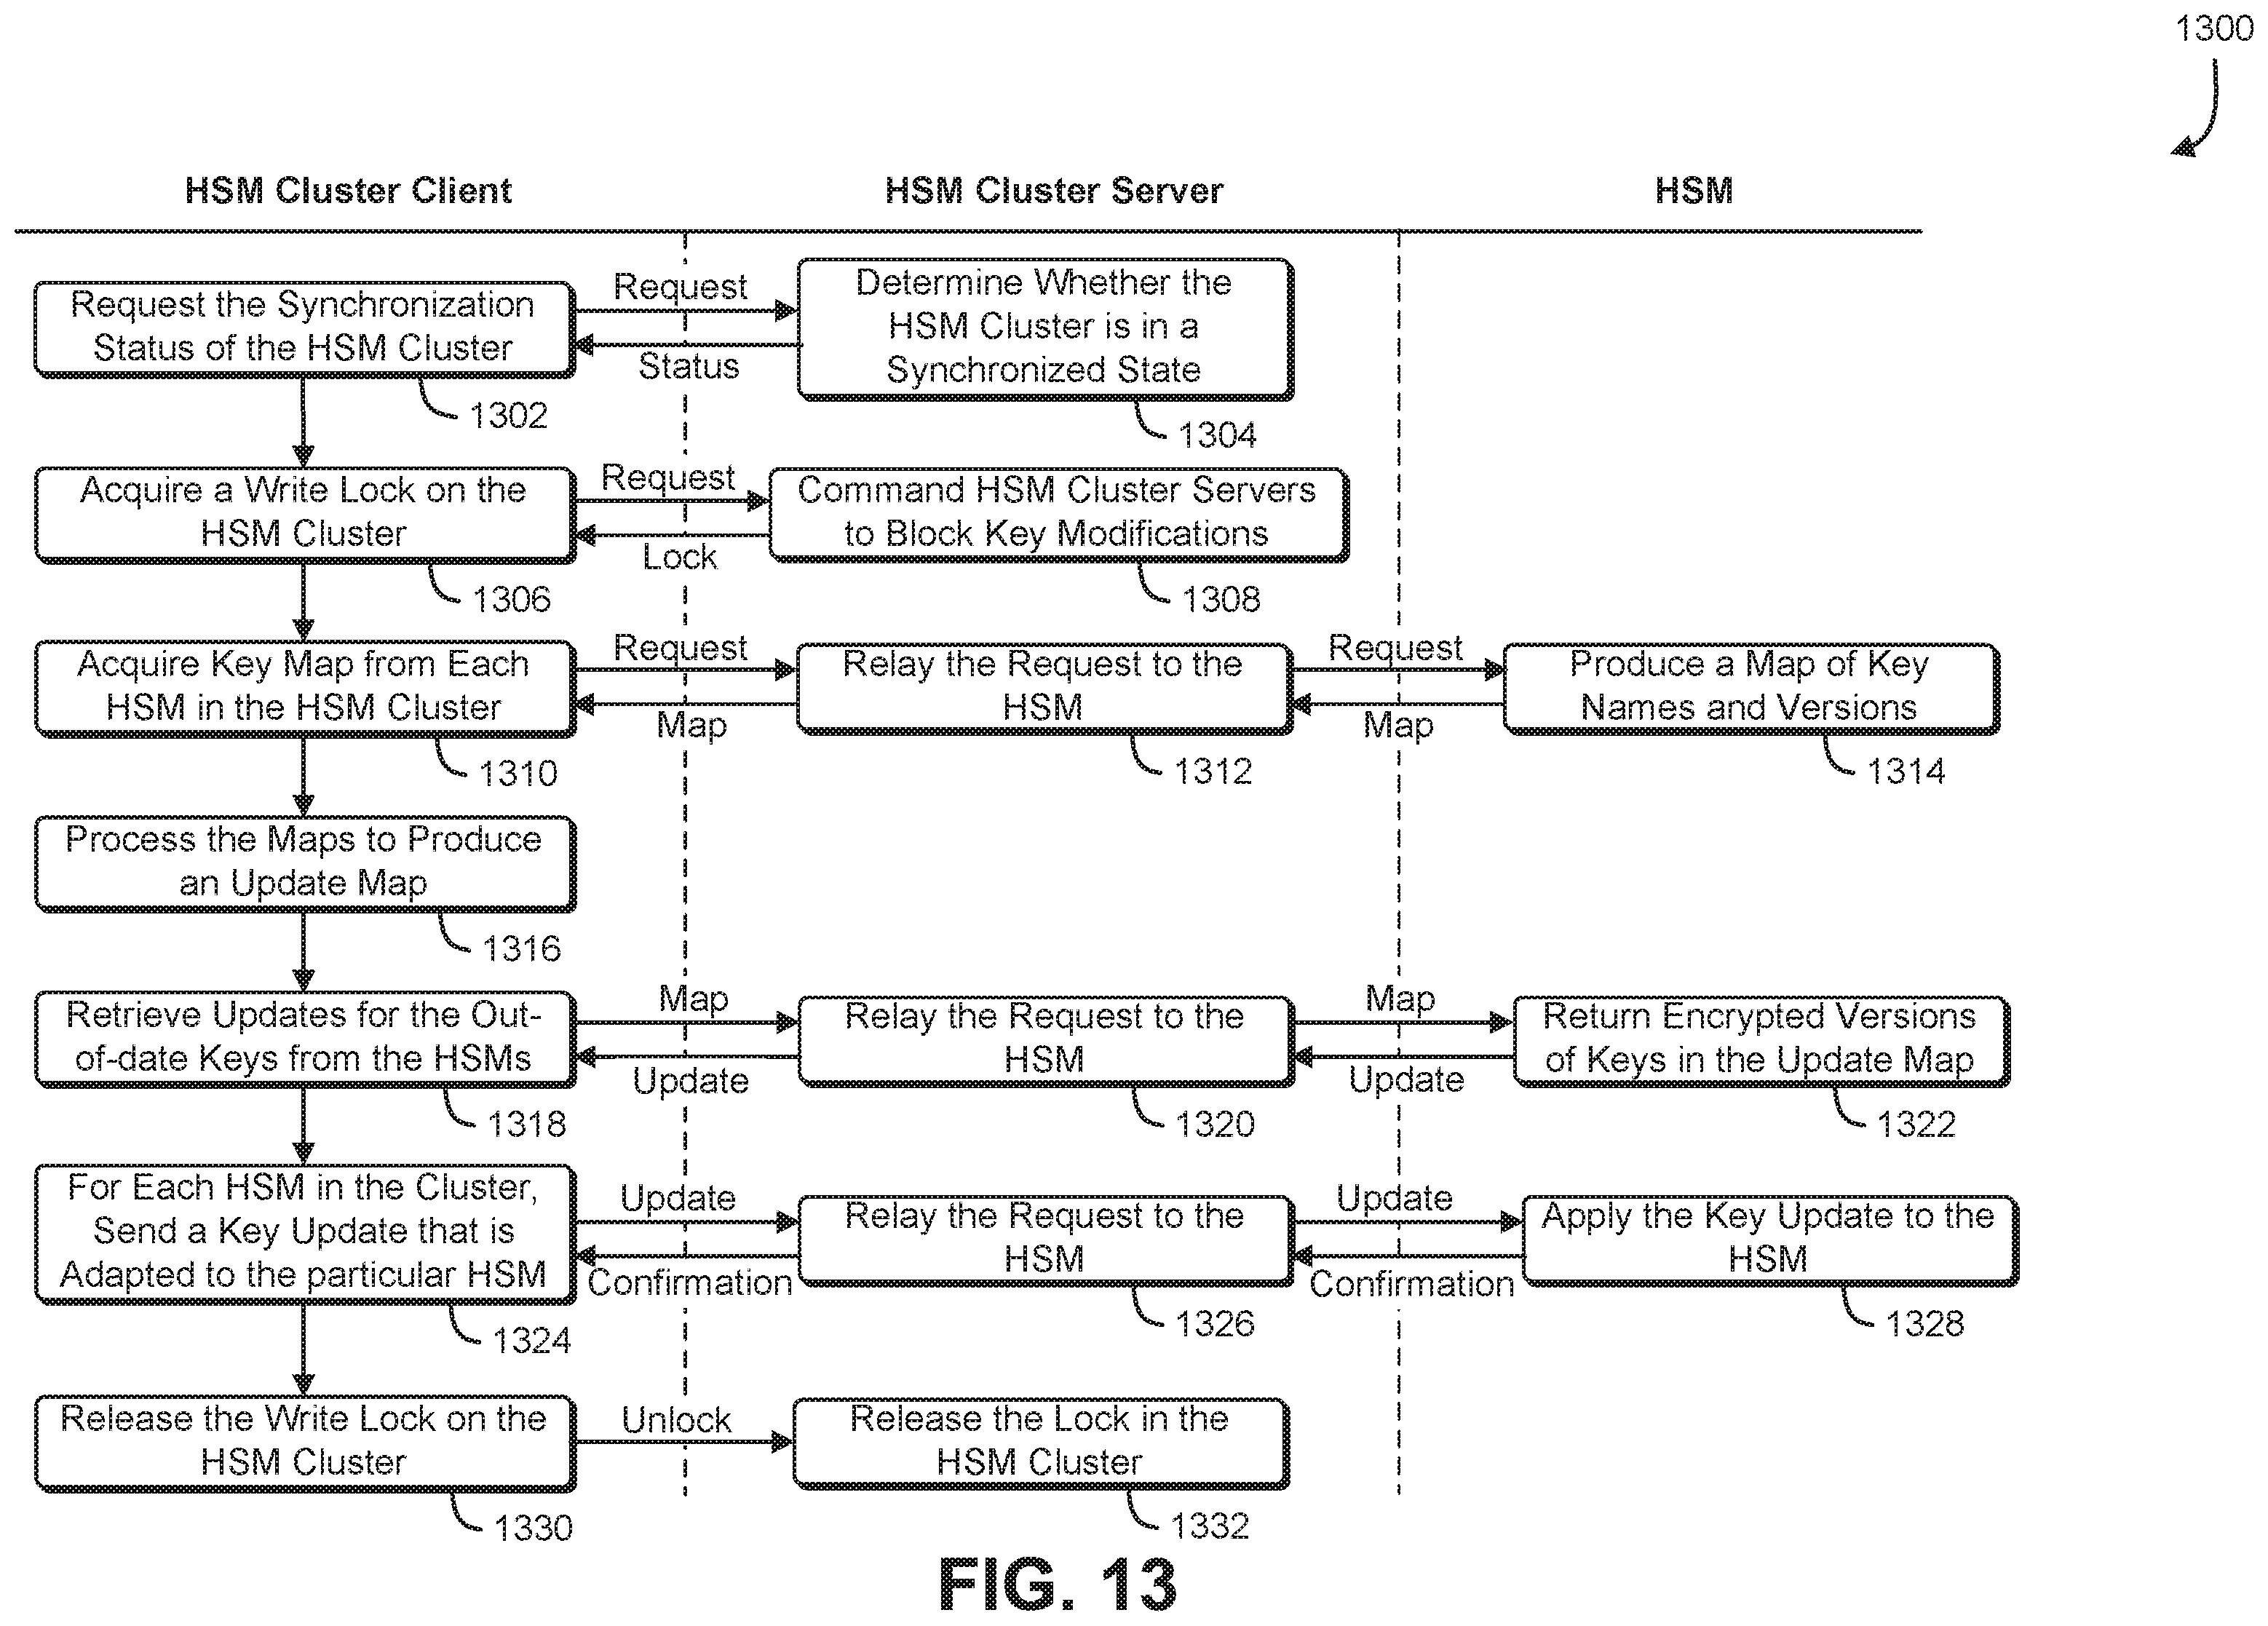 1300
HSM Cluster Client
HSM Cluster Server
HSM
Request the Synchronization
Status of the HSM Cluster
1302
Request
Status
Determine Whether the
HSM Cluster is in a
Synchronized State
1304
Acquire a Write Lock on the
HSM Cluster
1306
Request
Lock
Command HSM Cluster Servers
to Block Key Modifications
1308
Acquire Key Map from Each
HSM in the HSM Cluster
1310
Request
Map
Relay the Request to the
HSM
1312
Request
Map
Produce a Map of Key
Names and Versions
1314
Process the Maps to Produce
an Update Map
1316
Retrieve Updates for the Out-
of-date Keys from the HSMs
1318
Map
Update
Relay the Request to the
HSM
1320
Map
Update
Return Encrypted Versions
of Keys in the Update Map
1322
For Each HSM in the Cluster,
Send a Key Update that is
Adapted to the particular HSM
1324
Update
Confirmation
Relay the Request to the
HSM
1326
Update
Confirmation
Apply the Key Update to the
HSM
1328
Release the Write Lock on the
HSM Cluster
1330
Unlock
Release the Lock in the
HSM Cluster
1332
FIG. 13